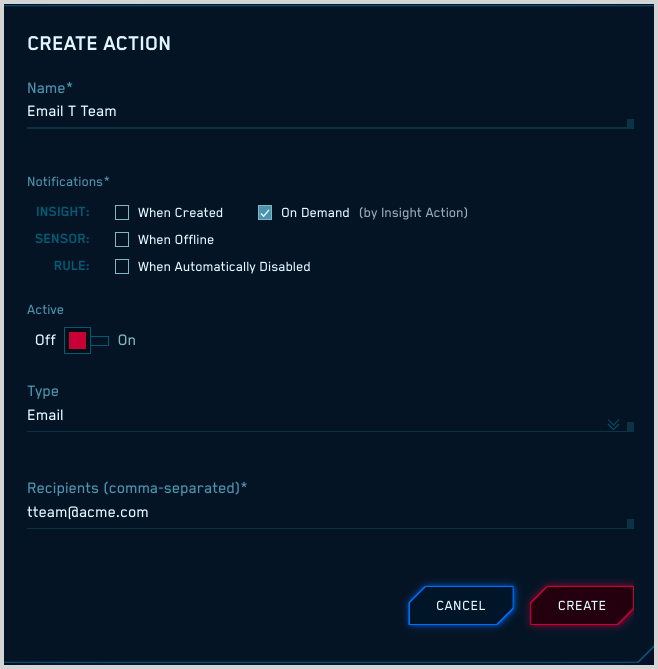 CREATE ACTION
Name*
Email T Team
Notifications*
INSIGHT: When Created On Demand (by Insight Action)
SENSOR: When Offline
RULE: When Automatically Disabled
Active
Off On
Type
Email
Recipients (comma-separated)*
tteam@acme.com
CANCEL CREATE